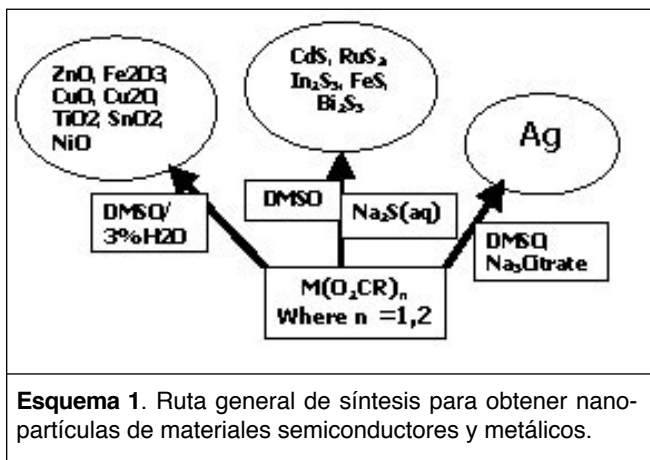 ZnO, Fe2O3,
CuO, Cu2O,
TiO2, SnO2,
NiO
CdS, RuS₂,
In₂S₃, FeS,
Bi₂S₃
Ag
DMSO/
3%H2O
DMSO
Na₂S(aq)
DMSO,
Na₃Citrate
M(O₂CR)ₙ
Where n =1,2
Esquema 1. Ruta general de síntesis para obtener nano-
partículas de materiales semiconductores y metálicos.